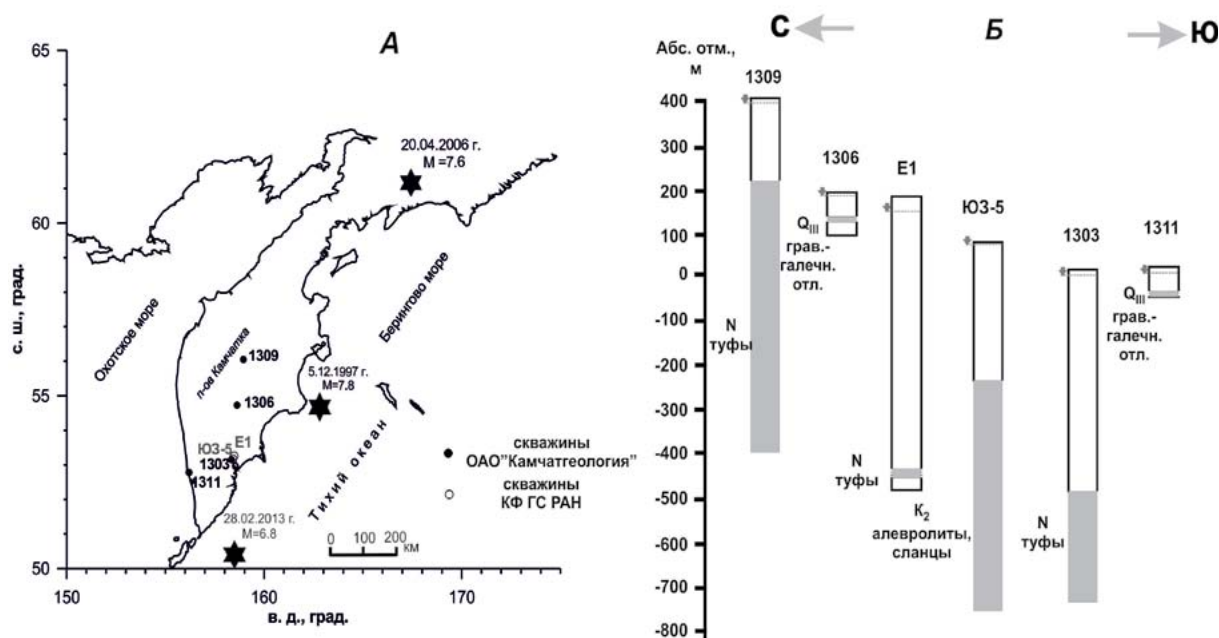 А
65
60
55
50
150
160
170
с. ш., град.
в. д., град.
20.04.2006 г.
М =7.6
Охотское море
п-ов Камчатка
Берингово море
Тихий океан
1309
5.12.1997 г.
М=7.8
1306
ЮЗ-5
Е1
1303
1311
28.02.2013 г.
М=6.8
0 100 200
км
скважины
ОАО"Камчатгеология"
скважины
КФ ГС РАН
С
Б
Ю
Абс. отм.,
м
400
300
200
100
0
-100
-200
-300
-400
-500
-600
-700
-800
1309
N
туфы
1306
QIII
грав.-
галечн.
отл.
Е1
N
туфы
ЮЗ-5
К2
алевролиты,
сланцы
1303
N
туфы
1311
QIII
грав.-
галечн.
отл.